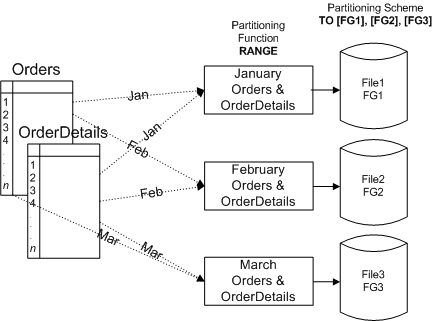 Partitioning
Function
RANGE
Partitioning Scheme
TO [FG1], [FG2], [FG3]
Orders
1
2
3
4
.
.
.
n
OrderDetails
1
2
3
4
.
.
.
n
Jan
Jan
Feb
Feb
Mar
Mar
January
Orders &
OrderDetails
File1
FG1
February
Orders &
OrderDetails
File2
FG2
March
Orders &
OrderDetails
File3
FG3